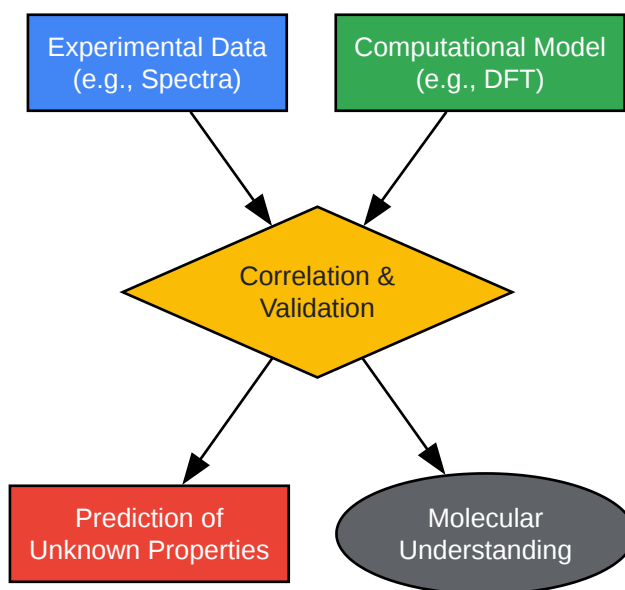 Experimental Data
(e.g., Spectra)
Computational Model
(e.g., DFT)
Correlation &
Validation
Prediction of
Unknown Properties
Molecular
Understanding